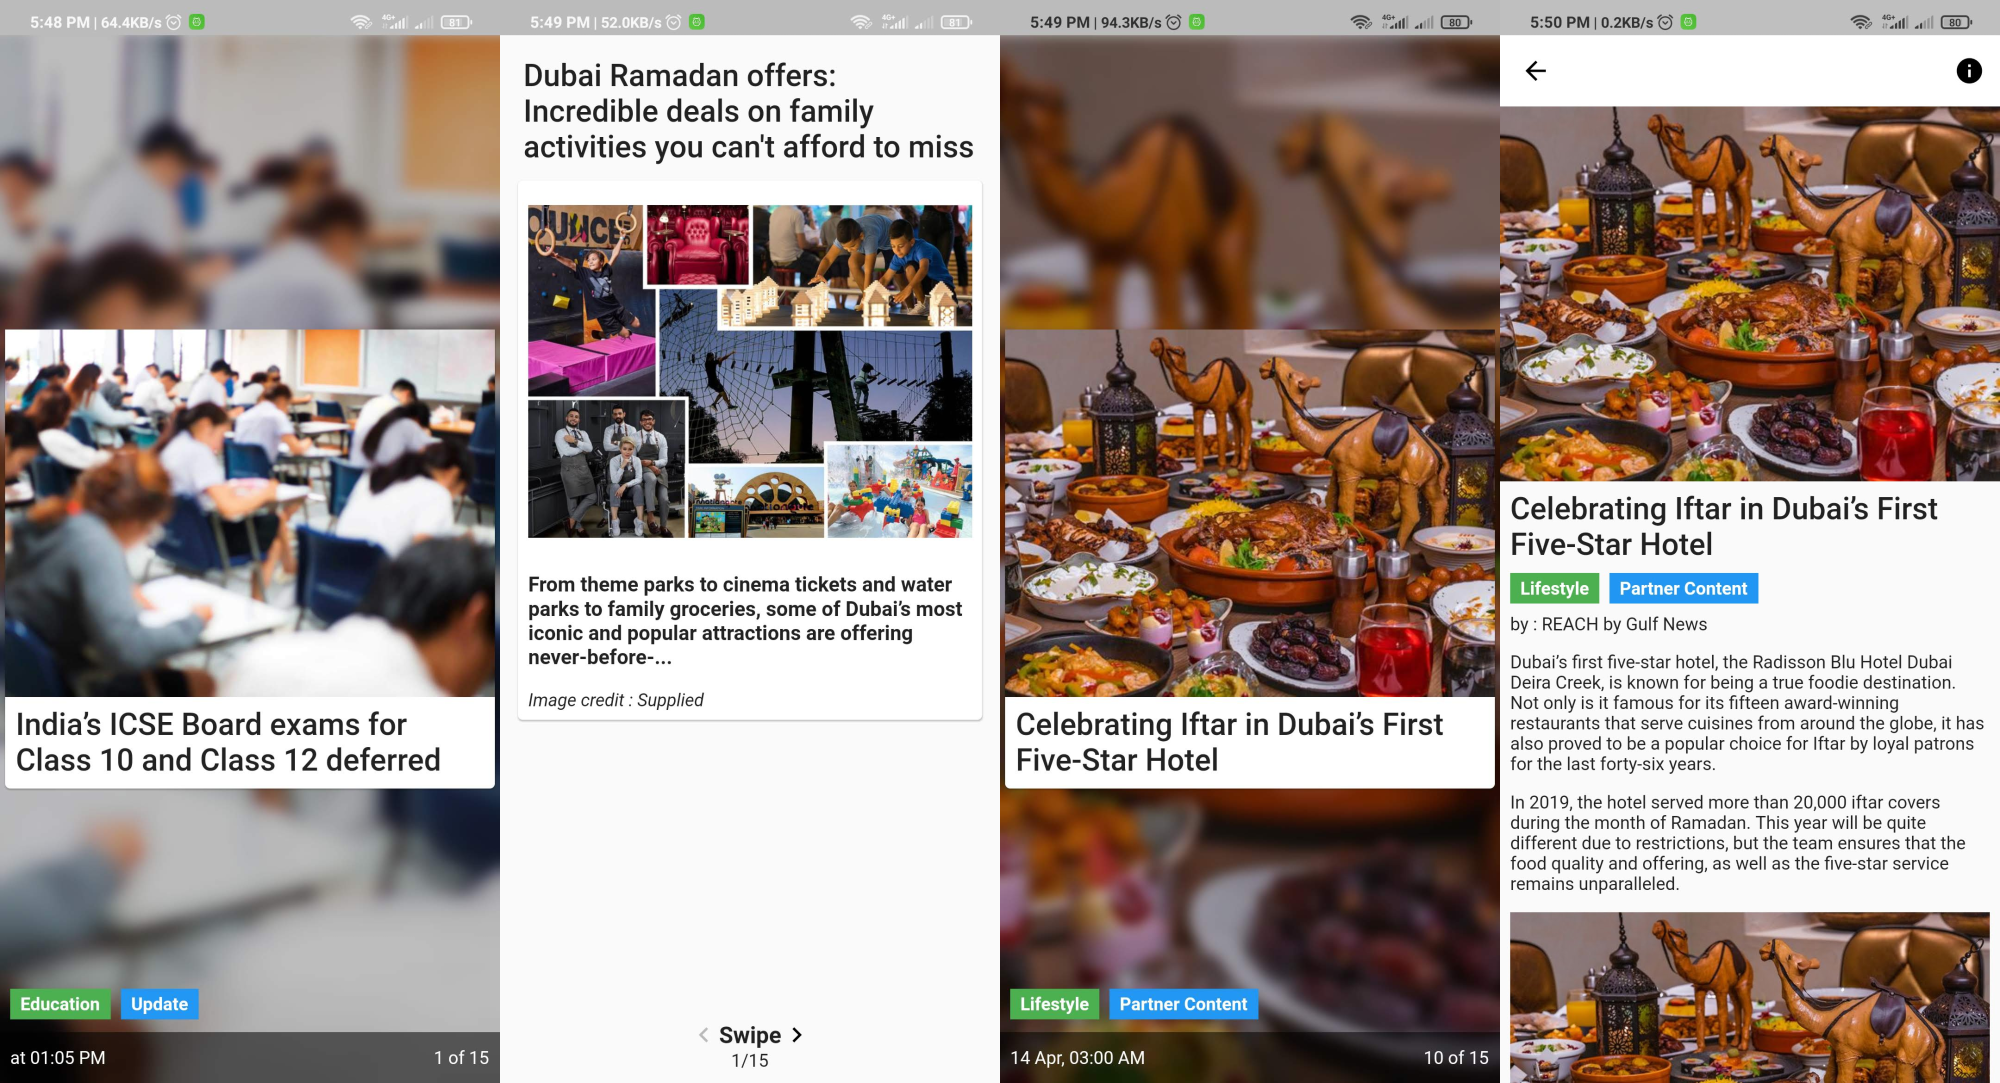 5:48 PM | 64.4KB/s
4G+
81
India's ICSE Board exams for
Class 10 and Class 12 deferred
Education
Update
at 01:05 PM
1 of 15
5:49 PM | 52.0KB/s
4G+
81
Dubai Ramadan offers:
Incredible deals on family
activities you can't afford to miss
OUNCE
From theme parks to cinema tickets and water
parks to family groceries, some of Dubai's most
iconic and popular attractions are offering
never-before-...
Image credit : Supplied
< Swipe >
1/15
5:49 PM | 94.3KB/s
4G+
80
Celebrating Iftar in Dubai's First
Five-Star Hotel
Lifestyle
Partner Content
14 Apr, 03:00 AM
10 of 15
5:50 PM | 0.2KB/s
4G+
80
Celebrating Iftar in Dubai's First
Five-Star Hotel
Lifestyle
Partner Content
by : REACH by Gulf News
Dubai's first five-star hotel, the Radisson Blu Hotel Dubai
Deira Creek, is known for being a true foodie destination.
Not only is it famous for its fifteen award-winning
restaurants that serve cuisines from around the globe, it has
also proved to be a popular choice for Iftar by loyal patrons
for the last forty-six years.
In 2019, the hotel served more than 20,000 iftar covers
during the month of Ramadan. This year will be quite
different due to restrictions, but the team ensures that the
food quality and offering, as well as the five-star service
remains unparalleled.